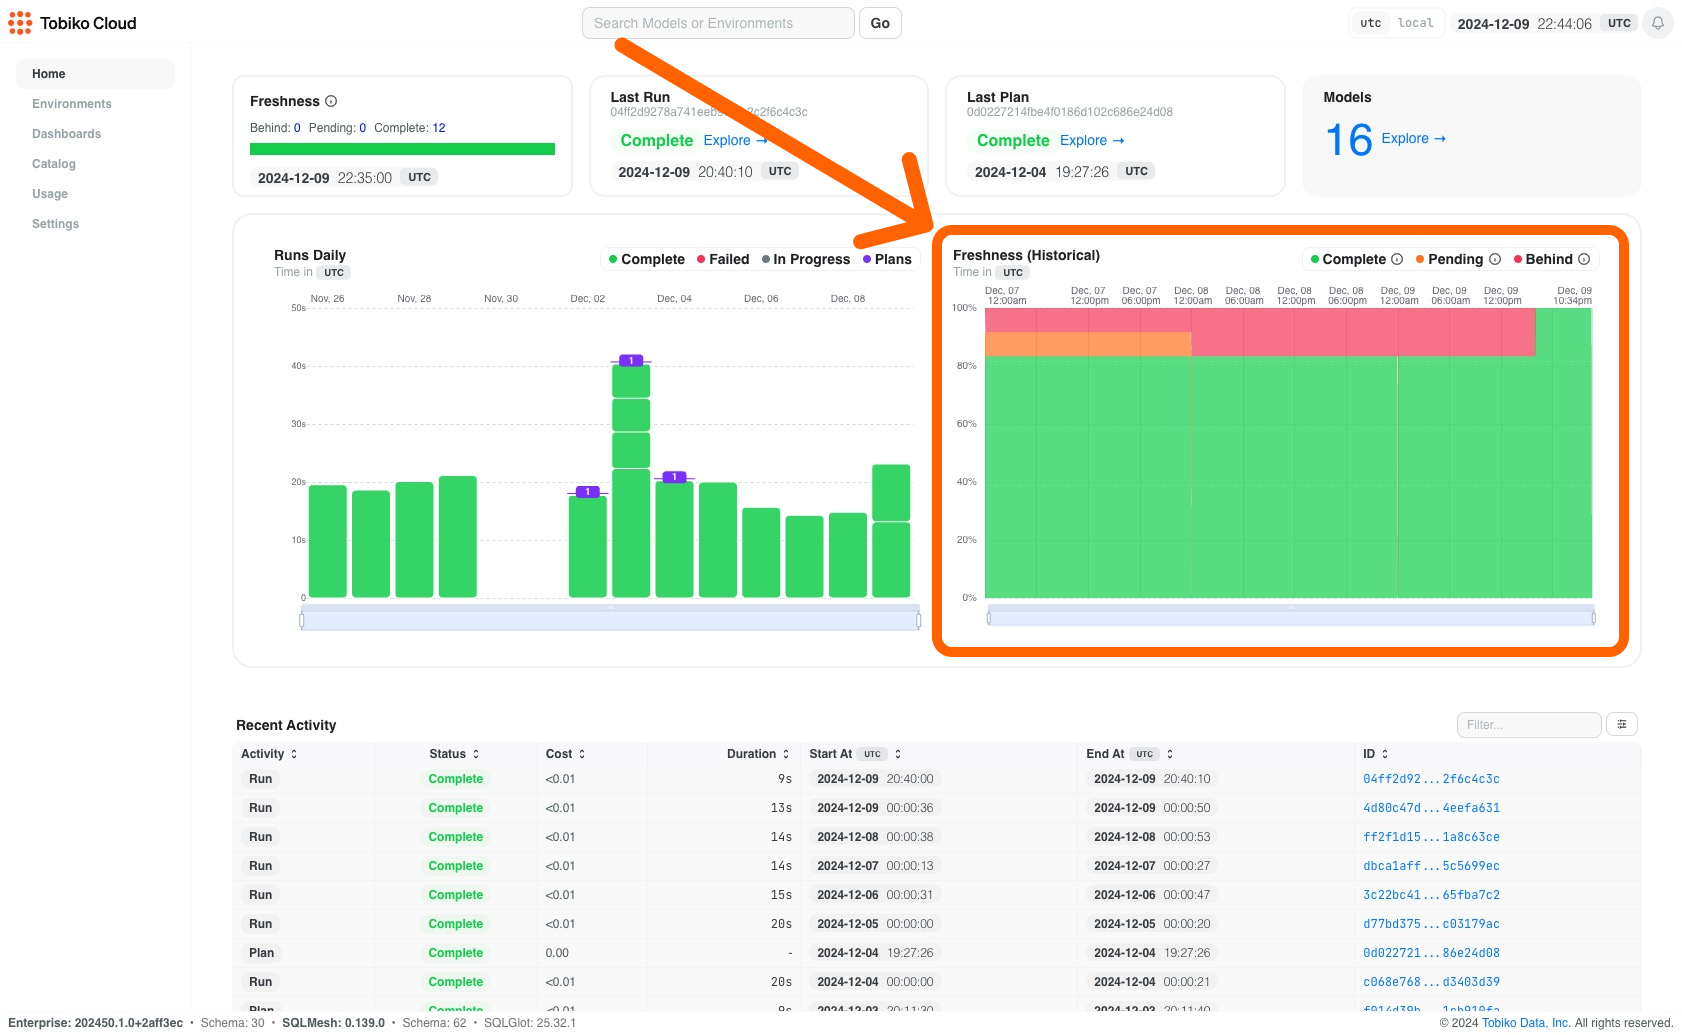 Tobiko Cloud
Search Models or Environments
Go
utc local
2024-12-09 22:44:06 UTC
Home
Environments
Dashboards
Catalog
Usage
Settings
Freshness
Behind: 0 Pending: 0 Complete: 12
2024-12-09 22:35:00 UTC
Last Run
Complete Explore →
2024-12-09 20:40:10 UTC
Last Plan
0d0227214fbe4f0186d102c686e24d08
Complete Explore →
2024-12-04 19:27:26 UTC
Models
16 Explore →
Runs Daily
Time in UTC
Complete Failed In Progress Plans
Nov, 26 Nov, 28 Nov, 30 Dec, 02 Dec, 04 Dec, 06 Dec, 08
50s
40s
30s
20s
10s
0
1
1
1
Freshness (Historical)
Time in UTC
Complete Pending Behind
Dec, 07 Dec, 07 Dec, 07 Dec, 08 Dec, 08 Dec, 08 Dec, 08 Dec, 09 Dec, 09 Dec, 09 Dec, 09
12:00am 12:00pm 06:00pm 12:00am 06:00am 12:00pm 06:00pm 12:00am 06:00am 12:00pm 10:34pm
100%
80%
60%
40%
20%
0%
Recent Activity
Filter...
Activity Status Cost Duration Start At UTC End At UTC ID
Run Complete <0.01 9s 2024-12-09 20:40:00 2024-12-09 20:40:10 04ff2d92...2f6c4c3c
Run Complete <0.01 13s 2024-12-09 00:00:36 2024-12-09 00:00:50 4d80c47d...4eefa631
Run Complete <0.01 14s 2024-12-08 00:00:38 2024-12-08 00:00:53 ff2f1d15...1a8c63ce
Run Complete <0.01 14s 2024-12-07 00:00:13 2024-12-07 00:00:27 dbca1aff...5c5699ec
Run Complete <0.01 15s 2024-12-06 00:00:31 2024-12-06 00:00:47 3c22bc41...65fba7c2
Run Complete <0.01 20s 2024-12-05 00:00:00 2024-12-05 00:00:20 d77bd375...c03179ac
Plan Complete 0.00 - 2024-12-04 19:27:26 2024-12-04 19:27:26 0d022721...86e24d08
Run Complete <0.01 20s 2024-12-04 00:00:00 2024-12-04 00:00:21 c068e768...d3403d39
Plan Complete
Enterprise: 202450.1.0+2aff3ec • Schema: 30 • SQLMesh: 0.139.0 • Schema: 62 • SQLGlot: 25.32.1
© 2024 Tobiko Data, Inc. All rights reserved.